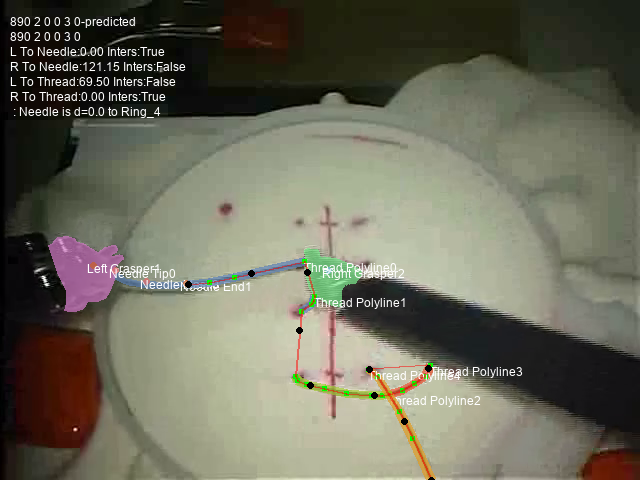 890 2 0 0 3 0-predicted
890 2 0 0 3 0
L To Needle:0.00 Inters:True
R To Needle:121.15 Inters:False
L To Thread:69.50 Inters:False
R To Thread:0.00 Inters:True
: Needle is d=0.0 to Ring_4
Left Grasper1
Needle Tip0
Needle End1
Thread Polyline0
Right Grasper2
Thread Polyline1
Thread Polyline3
Thread Polyline4
Thread Polyline2